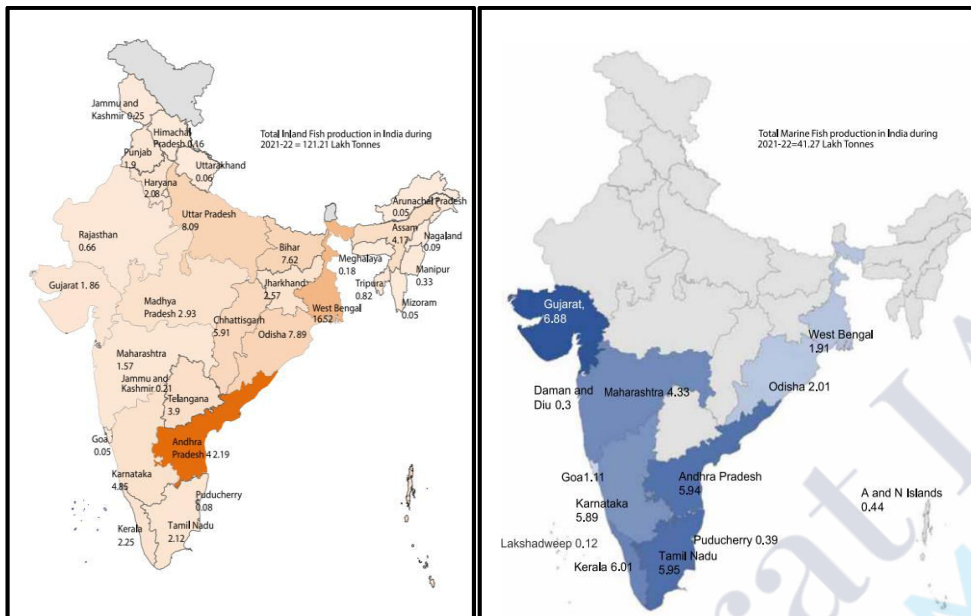 Jammu and
Kashmir 0.25
Himachal
Pradesh 0.16
Total Inland Fish production in India during
2021-22 = 121.21 Lakh Tonnes
Punjab
1.9
Uttarakhand
0.06
Haryana
2.08
Arunachel Pradesh
0.05
Uttar Pradesh
8.09
Assam
4.17
Nagaland
0.09
Rajasthan
0.66
Bihar
7.62
Meghalaya
0.18
Manipur
0.33
Gujarat 1. 86
Jharkhand
2.57
Tripura
0.82
Mizoram
0.05
Madhya
Pradesh 2.93
West Bengal
16.52
Chhattisgarh
5.91
Odisha 7.89
Maharashtra
1.57
Jammu and
Kashmir 0.21
Telangana
3.9
Goa
0.05
Andhra
Pradesh 4 2.19
Karnataka
4.85
Puducherry
0.08
Kerala
2.25
Tamil Nadu
2.12
Total Marine Fish production in India during
2021-22=41.27 Lakh Tonnes
Gujarat,
6.88
West Bengal
1.91
Daman and
Diu 0.3
Maharashtra 4.33
Odisha 2.01
Goa1.11
Andhra Pradesh
5.94
Karnataka
5.89
A and N Islands
0.44
Lakshadweep 0.12
Puducherry 0.39
Kerala 6.01
Tamil Nadu
5.95